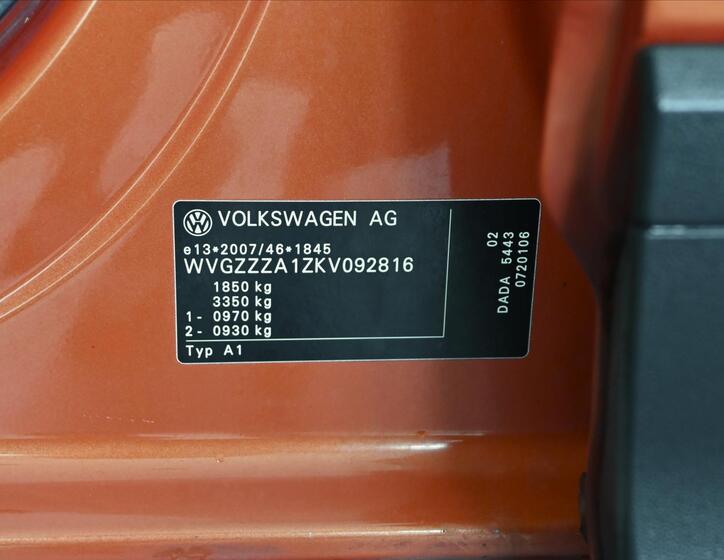 VOLKSWAGEN AG
e13*2007/46*1845
WVGZZZA1ZKV092816
1850 kg
3350 kg
1- 0970 kg
2- 0930 kg
Typ A1
02
DADA 5443
0720106